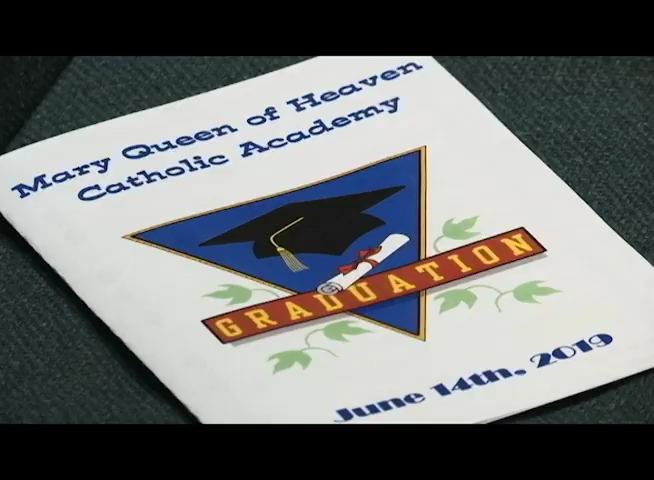 Mary Queen of Heaven
Catholic Academy
GRADUATION
June 14th, 2019